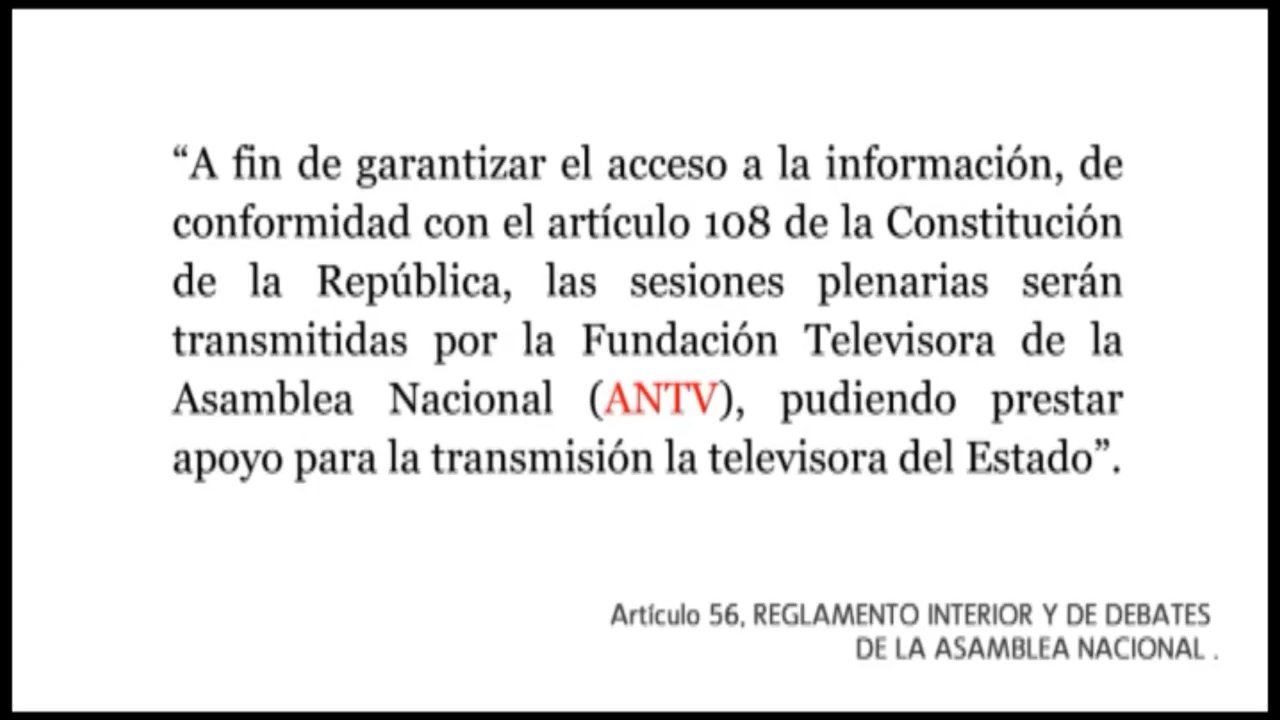 “A fin de garantizar el acceso a la información, de
conformidad con el artículo 108 de la Constitución
de la República, las sesiones plenarias serán
transmitidas por la Fundación Televisora de la
Asamblea Nacional (ANTV), pudiendo prestar
apoyo para la transmisión la televisora del Estado”.
Artículo 56, REGLAMENTO INTERIOR Y DE DEBATES
DE LA ASAMBLEA NACIONAL .